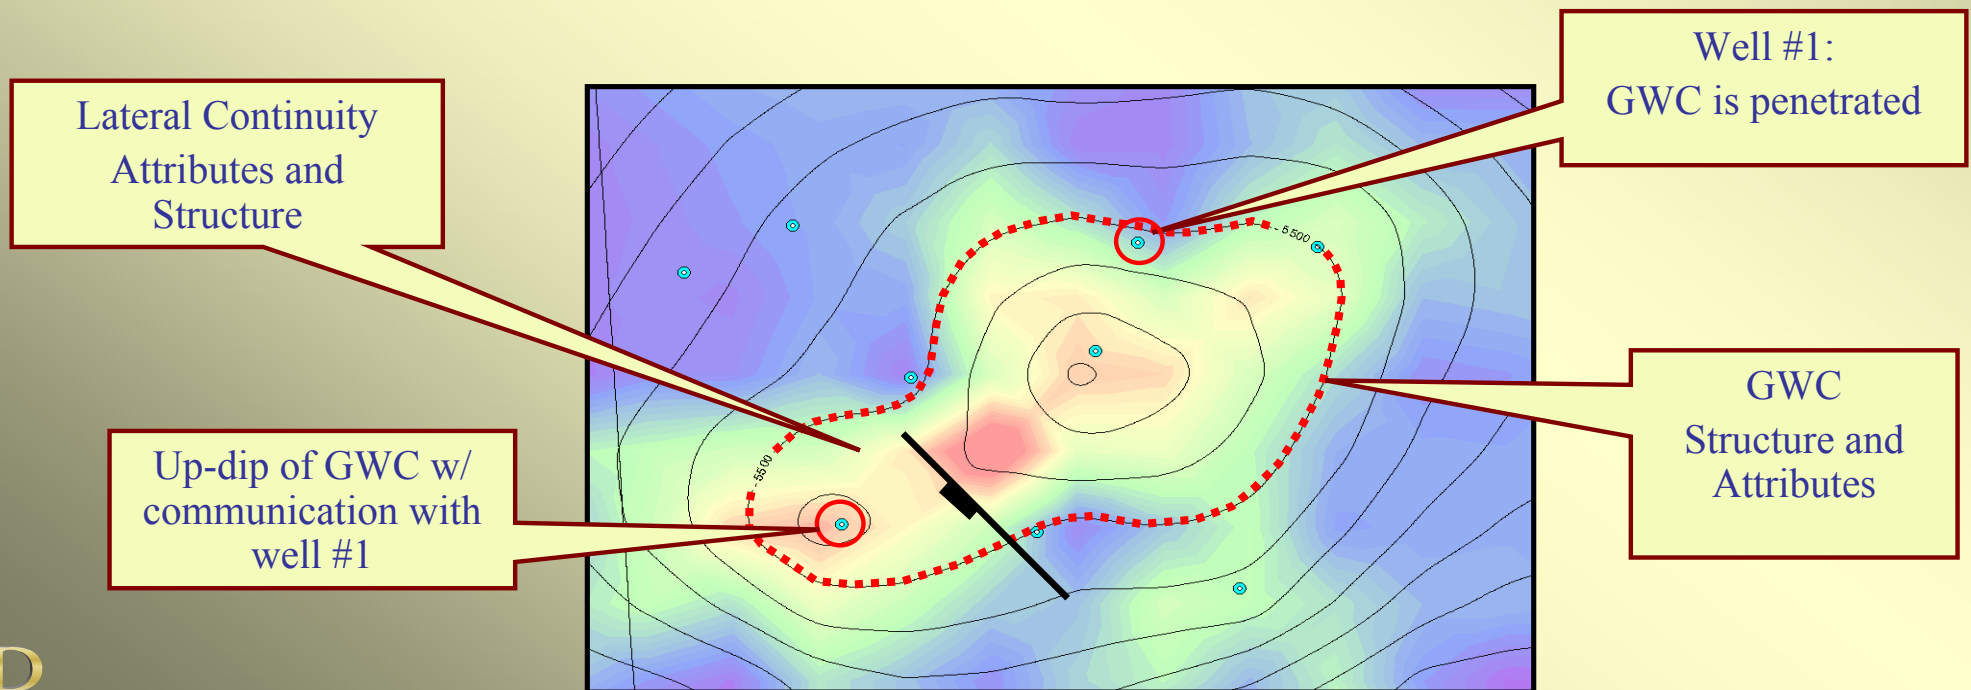 Well #1:
GWC is penetrated
Lateral Continuity
Attributes and
Structure
- 5500
GWC
Structure and
Attributes
- 5500
Up-dip of GWC w/
communication with
well #1
D